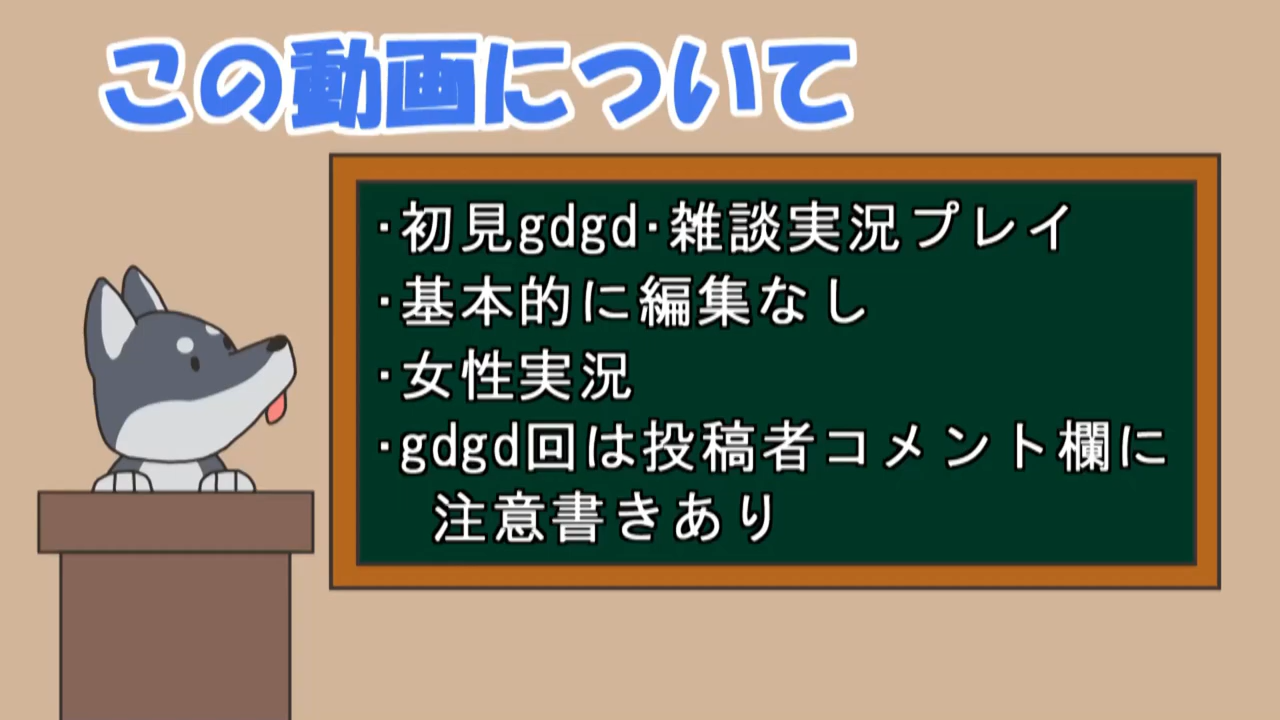 この動画について
・初見gdgd・雑談実況プレイ
・基本的に編集なし
・女性実況
・gdgd回は投稿者コメント欄に
注意書きあり